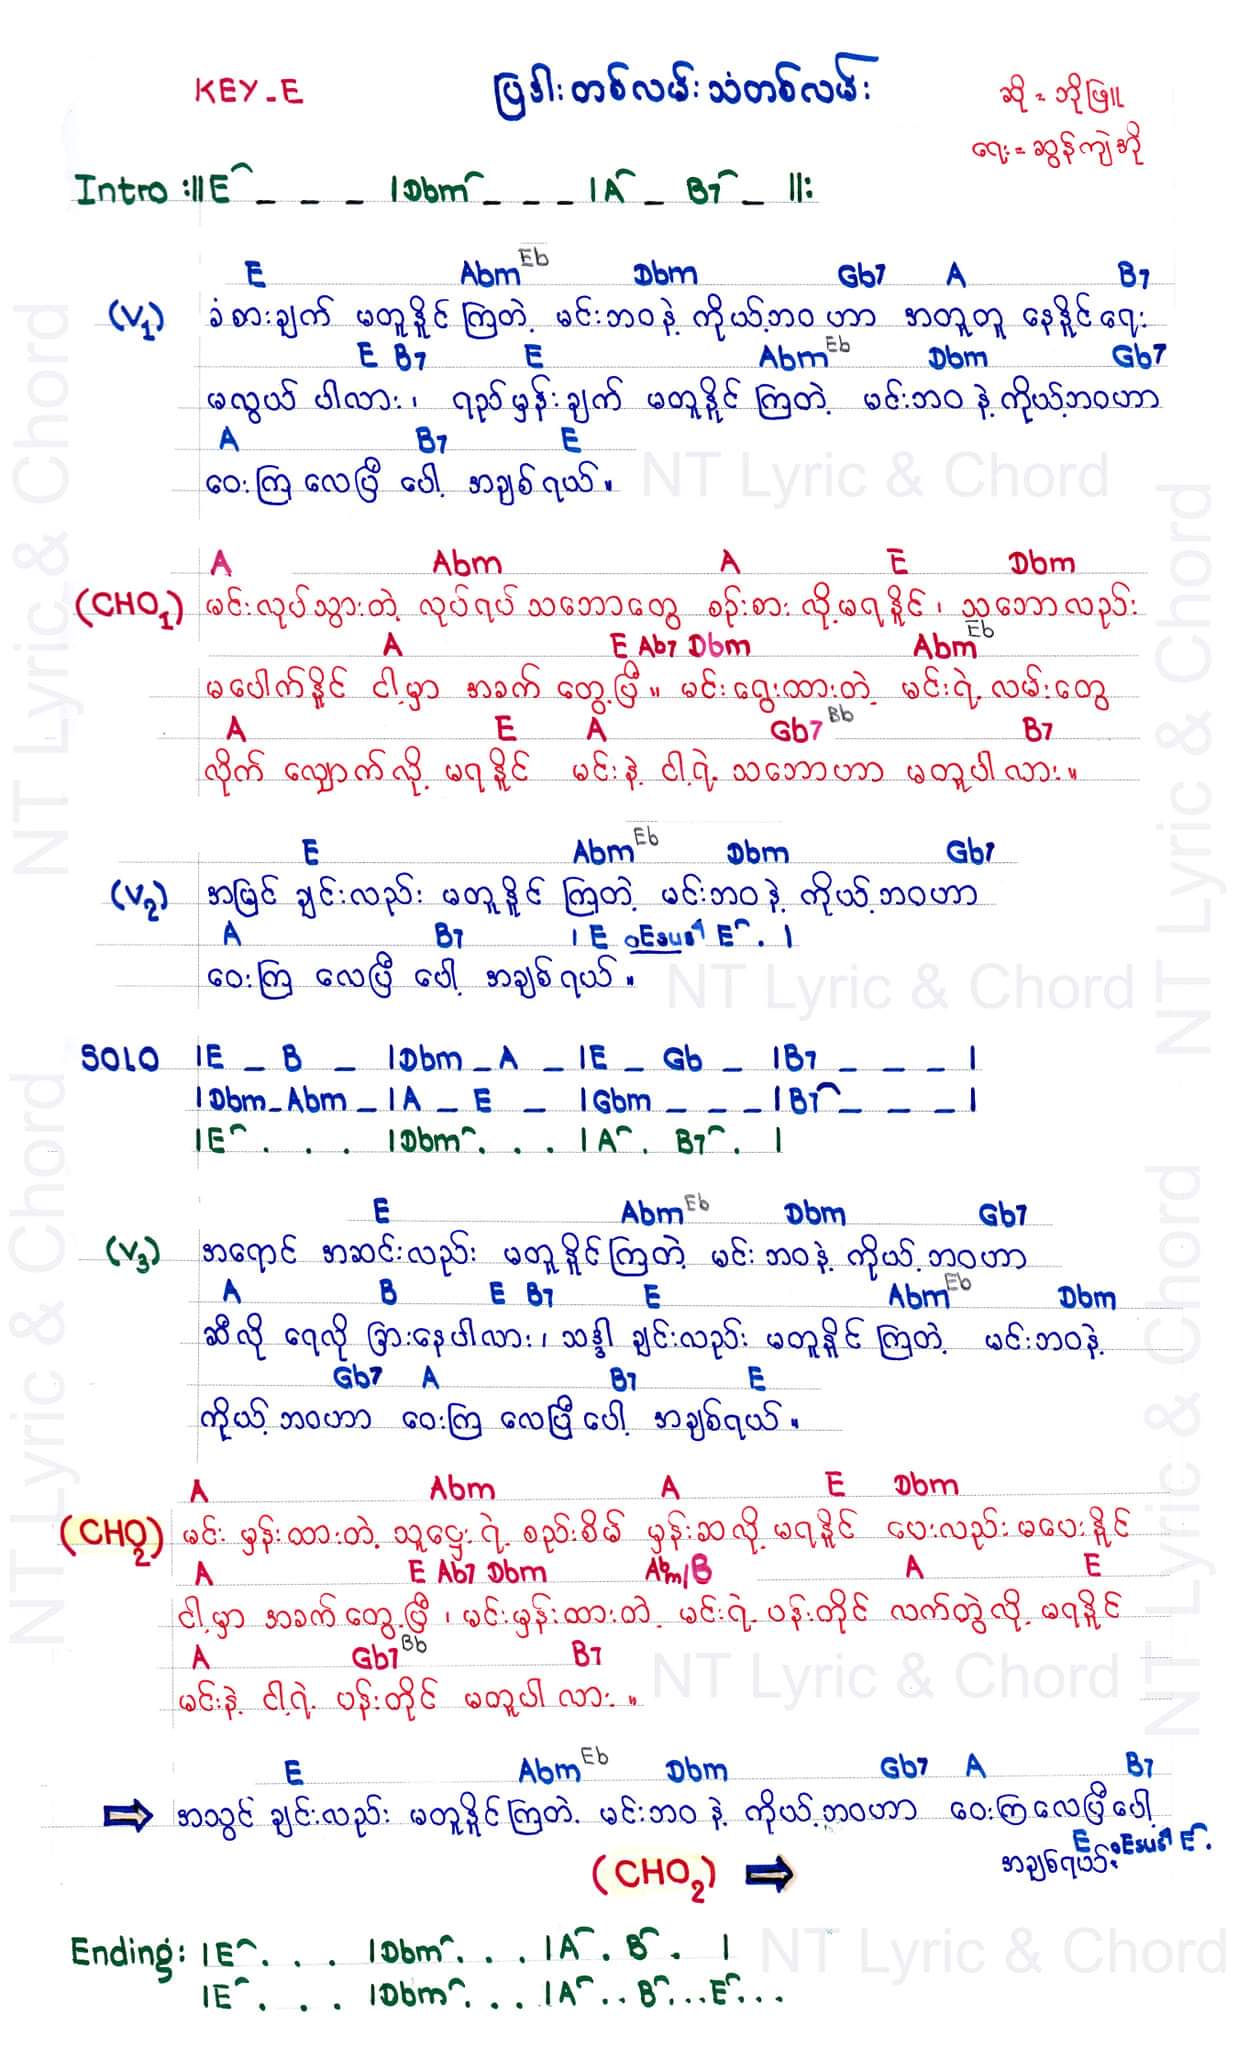 KEY-E
ပြဒါးတစ်လမ်းသံတစ်လမ်း
ဆို = ဘိုဖြူ
ရေး = ဆွန်ကျဲအို
Intro :||E^ _ _ _ |Dbm^ _ _ _ |A^ _ B7^ _ ||:
E Abm Eb Dbm Gb7 A B7
(V1) ခံစားချက် မတူနိုင်ကြတဲ့ မင်းဘဝနဲ့ ကိုယ့်ဘဝဟာ အတူတူ နေနိုင်ရေး
E B7 E Abm Eb Dbm Gb7
မလွယ်ပါလား၊ ရည်မှန်းချက် မတူနိုင်ကြတဲ့ မင်းဘဝနဲ့ ကိုယ့်ဘဝဟာ
A B7 E
ဝေးကြလေပြီပေါ့ အချစ်ရယ်။
NT Lyric & Chord
A Abm A E Dbm
(CHO1) မင်းလုပ်သွားတဲ့ လုပ်ရပ်သဘောတွေ စဉ်းစားလို့မရနိုင်၊ သဘောလည်း
A E Ab7 Dbm Abm Eb
မပေါက်နိုင် ငါ့မှာ အခက်တွေ့ပြီ။ မင်းရွေးထားတဲ့ မင်းရဲ့လမ်းတွေ
A E A Gb7 Bb B7
လိုက်လျှောက်လို့ မရနိုင် မင်းနဲ့ ငါ့ရဲ့ သဘောဟာ မတူပါလား။
E Abm Eb Dbm Gb7
(V2) အမြင်ချင်းလည်း မတူနိုင်ကြတဲ့ မင်းဘဝနဲ့ ကိုယ့်ဘဝဟာ
A B7 | E .Esus4 E^ . |
ဝေးကြလေပြီပေါ့ အချစ်ရယ်။
NT Lyric & Chord
SOLO |E _ B _ |Dbm _ A _ |E _ Gb _ |B7 _ _ _ |
|Dbm _ Abm _ |A _ E _ |Gbm _ _ _ |B7^ _ _ _ |
|E^ . . . |Dbm^ . . . |A^ . B7^ . |
E Abm Eb Dbm Gb7
(V3) အရောင်အဆင်းလည်း မတူနိုင်ကြတဲ့ မင်းဘဝနဲ့ ကိုယ့်ဘဝဟာ
A B E B7 E Abm Eb Dbm
ဆီလို ရေလို ခြားနေပါလား၊ သဒ္ဒါချင်းလည်း မတူနိုင်ကြတဲ့ မင်းဘဝနဲ့
Gb7 A B7 E
ကိုယ့်ဘဝဟာ ဝေးကြလေပြီပေါ့ အချစ်ရယ်။
A Abm A E Dbm
(CHO2) မင်းမှန်းထားတဲ့ သူဌေးရဲ့ စည်းစိမ် မှန်းဆလို့မရနိုင် ပေးလည်းမပေးနိုင်
A E Ab7 Dbm Abm/B A E
ငါ့မှာ အခက်တွေ့ပြီ၊ မင်းမှန်းထားတဲ့ မင်းရဲ့ ပန်းတိုင် လက်တွဲလို့ မရနိုင်
A Gb7 Bb B7
မင်းနဲ့ ငါ့ရဲ့ ပန်းတိုင် မတူပါလား။
NT Lyric & Chord
E Abm Eb Dbm Gb7 A B7
⇨ အသွင်ချင်းလည်း မတူနိုင်ကြတဲ့ မင်းဘဝနဲ့ ကိုယ့်ဘဝဟာ ဝေးကြလေပြီပေါ့
E .Esus4 E^ .
အချစ်ရယ်။
(CHO2) ⇨
Ending: |E^ . . . |Dbm^ . . . |A^ . B^ . |
NT Lyric & Chord
|E^ . . . |Dbm^ . . . |A^ . . B^ . . . E^ . . .
NT Lyric & Chord
NT Lyric & Chord
NT Lyric & Chord
NT Lyric & Chord